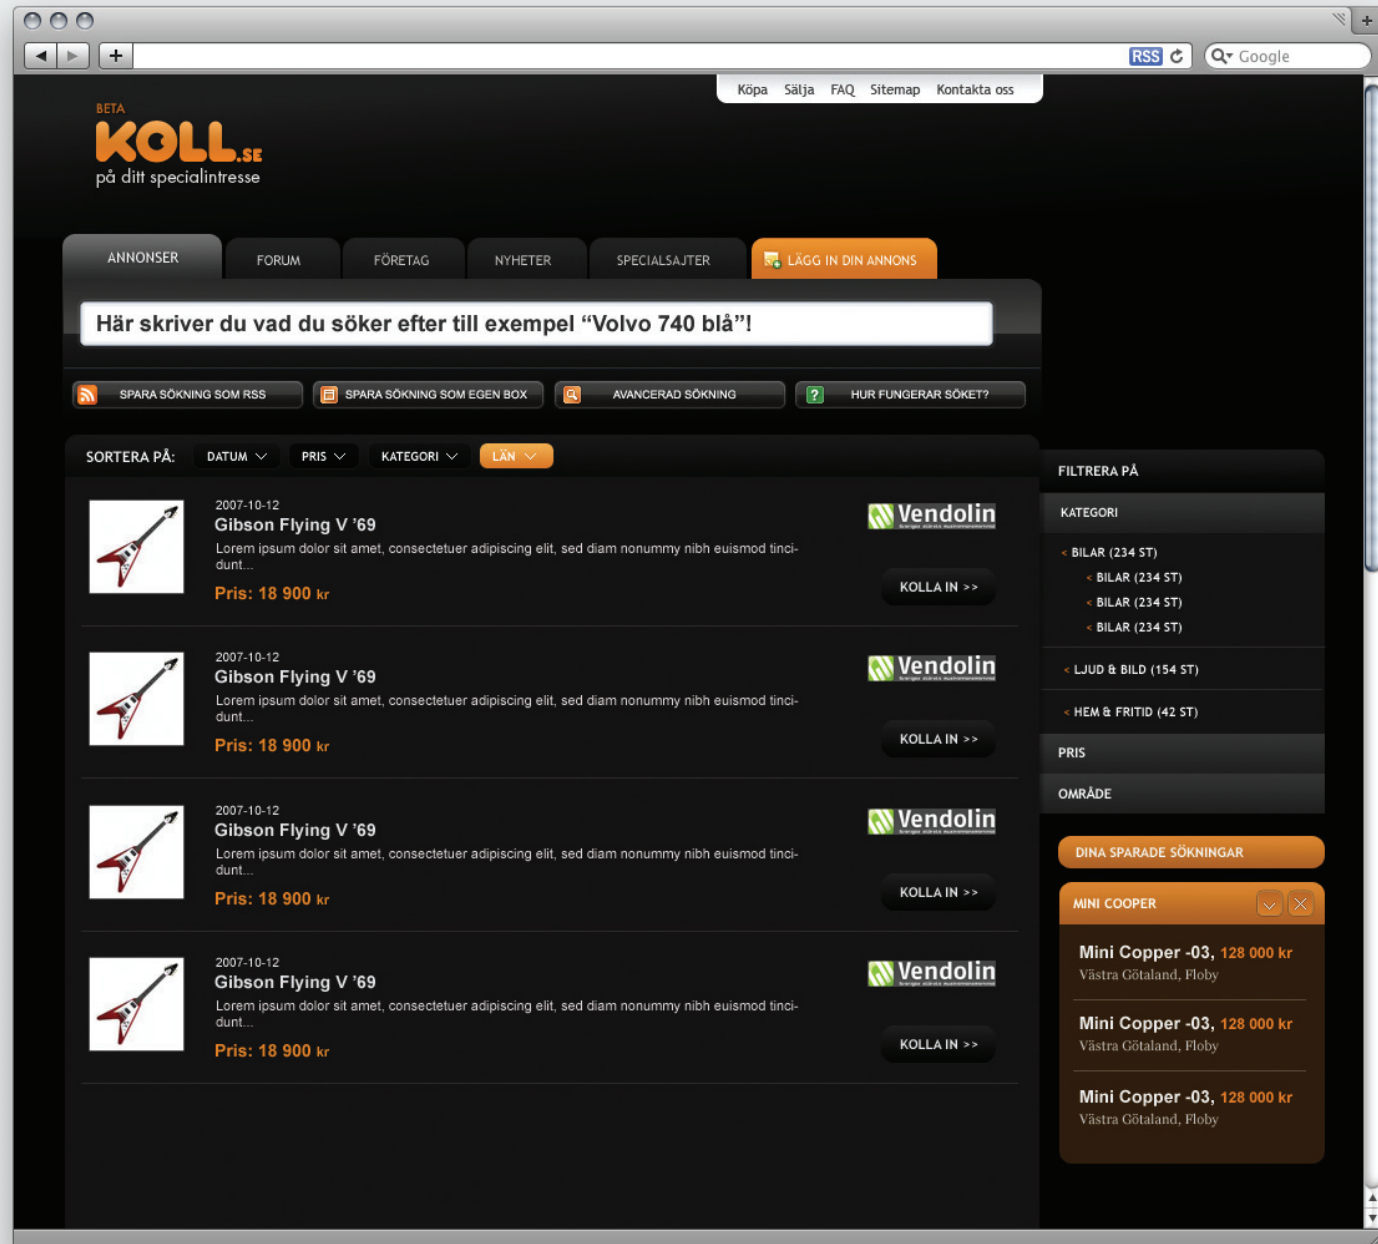 RSS
Google
Köpa Sälja FAQ Sitemap Kontakta oss
BETA
KOLL.SE
på ditt specialintresse
ANNONSER FORUM FÖRETAG NYHETER SPECIALSAJTER LÄGG IN DIN ANNONS
Här skriver du vad du söker efter till exempel “Volvo 740 blå”!
SPARA SÖKNING SOM RSS SPARA SÖKNING SOM EGEN BOX AVANCERAD SÖKNING HUR FUNGERAR SÖKET?
SORTERA PÅ: DATUM PRIS KATEGORI LÄN
2007-10-12
Gibson Flying V ’69
Lorem ipsum dolor sit amet, consectetuer adipiscing elit, sed diam nonummy nibh euismod tinci-
dunt...
Pris: 18 900 kr
Vendolin
KOLLA IN >>
2007-10-12
Gibson Flying V ’69
Lorem ipsum dolor sit amet, consectetuer adipiscing elit, sed diam nonummy nibh euismod tinci-
dunt...
Pris: 18 900 kr
Vendolin
KOLLA IN >>
2007-10-12
Gibson Flying V ’69
Lorem ipsum dolor sit amet, consectetuer adipiscing elit, sed diam nonummy nibh euismod tinci-
dunt...
Pris: 18 900 kr
Vendolin
KOLLA IN >>
2007-10-12
Gibson Flying V ’69
Lorem ipsum dolor sit amet, consectetuer adipiscing elit, sed diam nonummy nibh euismod tinci-
dunt...
Pris: 18 900 kr
Vendolin
KOLLA IN >>
FILTRERA PÅ
KATEGORI
< BILAR (234 ST)
< BILAR (234 ST)
< BILAR (234 ST)
< BILAR (234 ST)
< LJUD & BILD (154 ST)
< HEM & FRITID (42 ST)
PRIS
OMRÅDE
DINA SPARADE SÖKNINGAR
MINI COOPER
Mini Copper -03, 128 000 kr
Västra Götaland, Floby
Mini Copper -03, 128 000 kr
Västra Götaland, Floby
Mini Copper -03, 128 000 kr
Västra Götaland, Floby